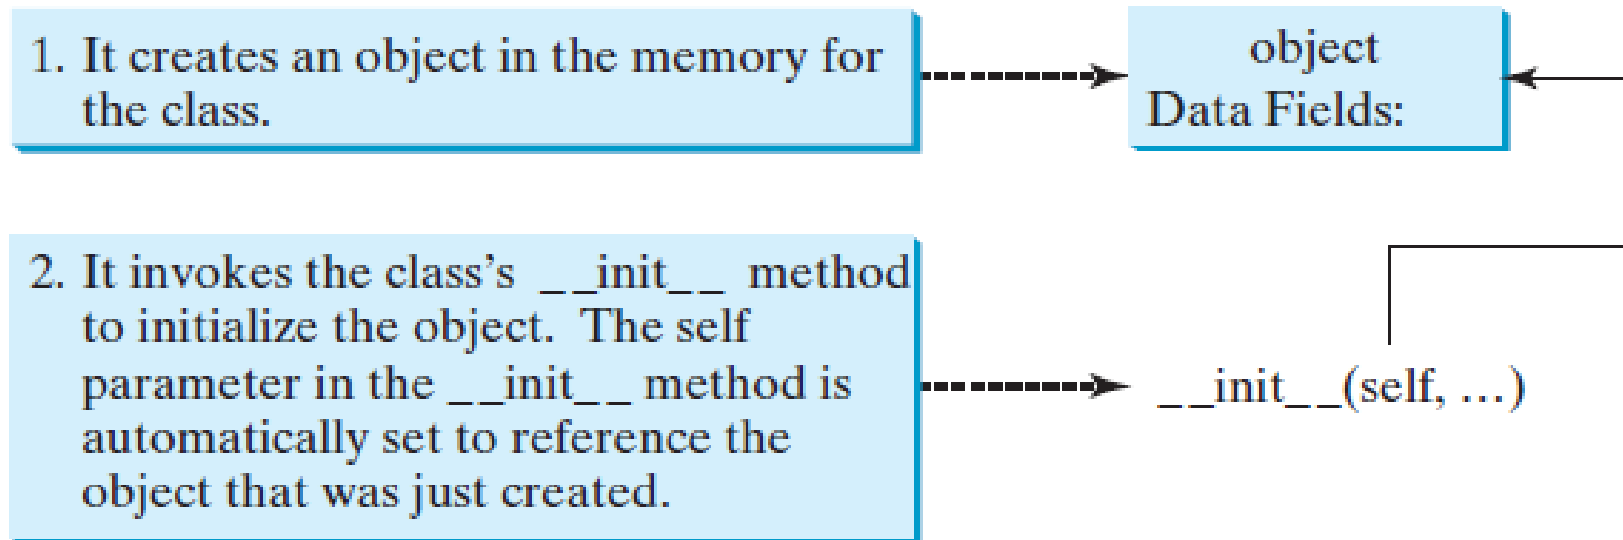 1. It creates an object in the memory for
the class.
object
Data Fields:
2. It invokes the class’s __init__ method
to initialize the object. The self
parameter in the __init__ method is
automatically set to reference the
object that was just created.
__init__(self, ...)